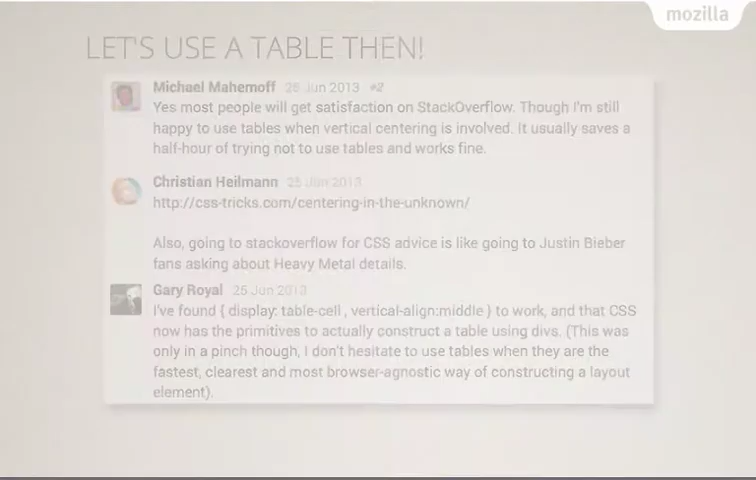 mozilla
LET'S USE A TABLE THEN!
Michael Mahemoff 25 Jun 2013 #2
Yes most people will get satisfaction on StackOverflow. Though I'm still
happy to use tables when vertical centering is involved. It usually saves a
half-hour of trying not to use tables and works fine.
Christian Heilmann 25 Jun 2013
http://css-tricks.com/centering-in-the-unknown/
Also, going to stackoverflow for CSS advice is like going to Justin Bieber
fans asking about Heavy Metal details.
Gary Royal 25 Jun 2013
I've found { display: table-cell , vertical-align:middle } to work, and that CSS
now has the primitives to actually construct a table using divs. (This was
only in a pinch though, I don't hesitate to use tables when they are the
fastest, clearest and most browser-agnostic way of constructing a layout
element).